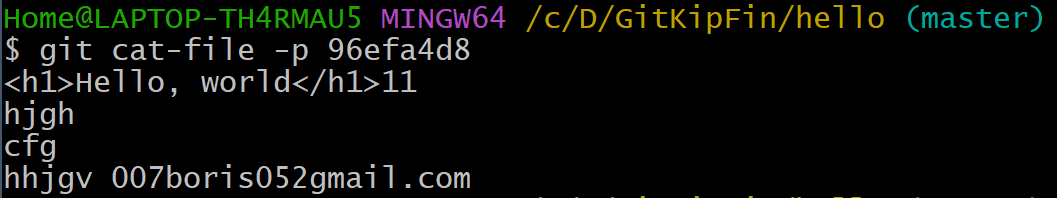 Home@LAPTOP-TH4RMAU5 MINGW64 /c/D/GitKipFin/hello (master)
$ git cat-file -p 96efa4d8
<h1>Hello, world</h1>11
hjgh
cfg
hhjgv 007boris052gmail.com